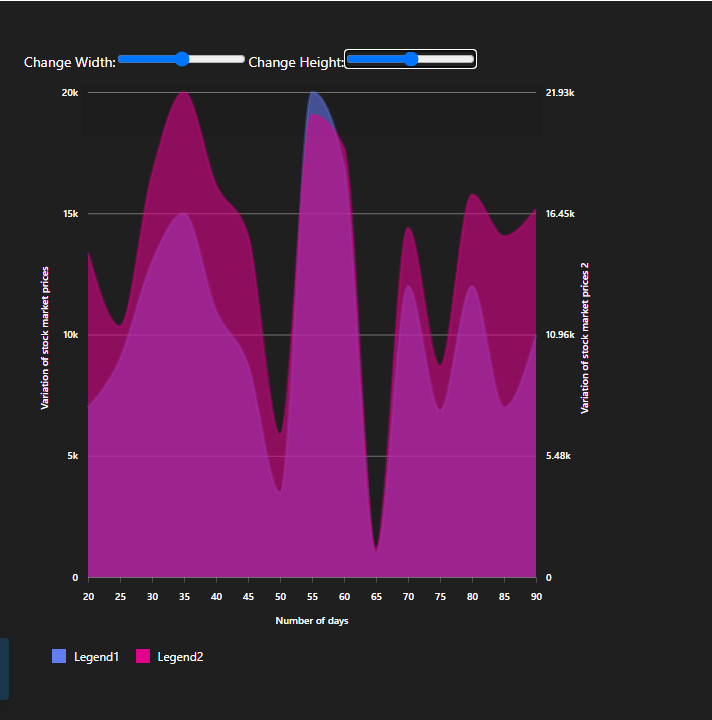 Change Width: Change Height:
20k 21.93k
15k 16.45k
Variation of stock market prices
Variation of stock market prices 2
10k 10.96k
5k 5.48k
0 0
20 25 30 35 40 45 50 55 60 65 70 75 80 85 90
Number of days
Legend1 Legend2